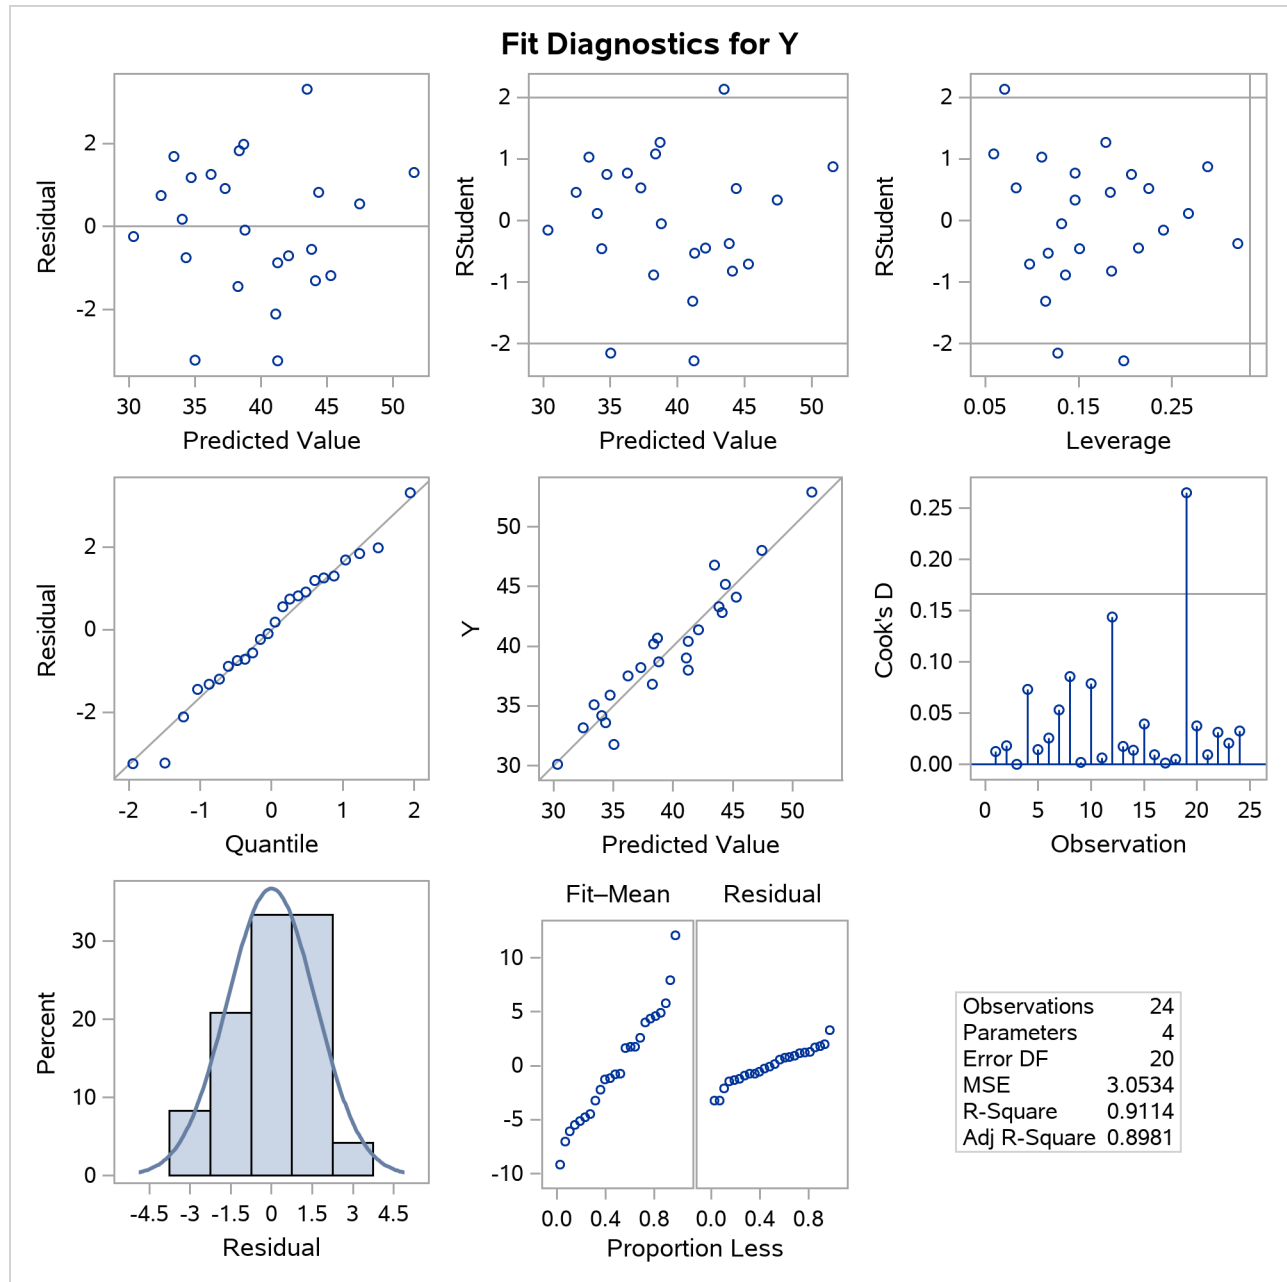 Fit Diagnostics for Y
Residual
2
0
-2
30 35 40 45 50
Predicted Value
RStudent
2
1
0
-1
-2
30 35 40 45 50
Predicted Value
RStudent
2
1
0
-1
-2
0.05 0.15 0.25
Leverage
Residual
2
0
-2
-2 -1 0 1 2
Quantile
Y
50
45
40
35
30
30 35 40 45 50
Predicted Value
Cook's D
0.25
0.20
0.15
0.10
0.05
0.00
0 5 10 15 20 25
Observation
Percent
30
20
10
0
-4.5 -3 -1.5 0 1.5 3 4.5
Residual
Fit–Mean Residual
10
5
0
-5
-10
0.0 0.4 0.8 0.0 0.4 0.8
Proportion Less
Observations 24
Parameters 4
Error DF 20
MSE 3.0534
R-Square 0.9114
Adj R-Square 0.8981